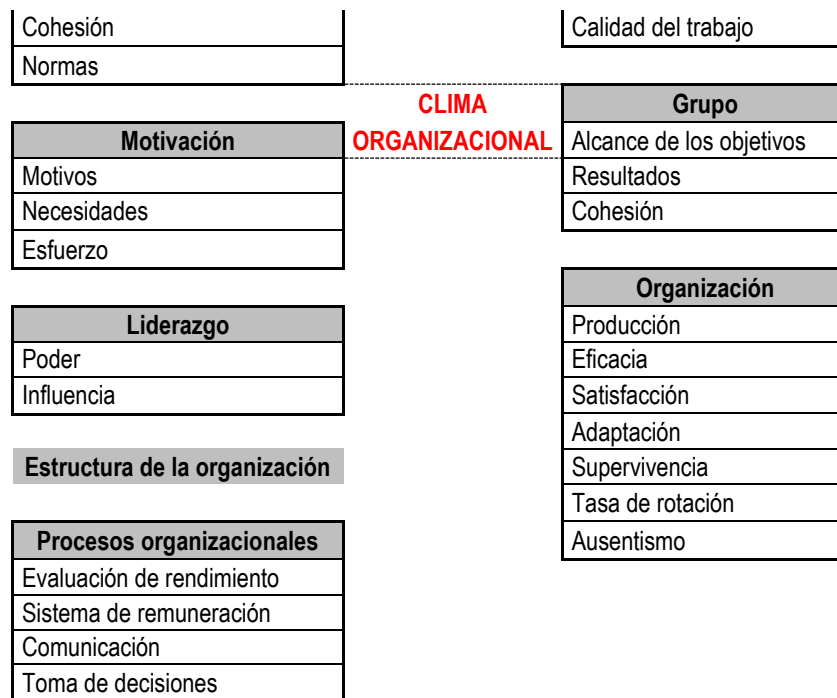 Cohesión
Normas
Motivación
Motivos
Necesidades
Esfuerzo
Liderazgo
Poder
Influencia
Estructura de la organización
Procesos organizacionales
Evaluación de rendimiento
Sistema de remuneración
Comunicación
Toma de decisiones
CLIMA
ORGANIZACIONAL
Calidad del trabajo
Grupo
Alcance de los objetivos
Resultados
Cohesión
Organización
Producción
Eficacia
Satisfacción
Adaptación
Supervivencia
Tasa de rotación
Ausentismo